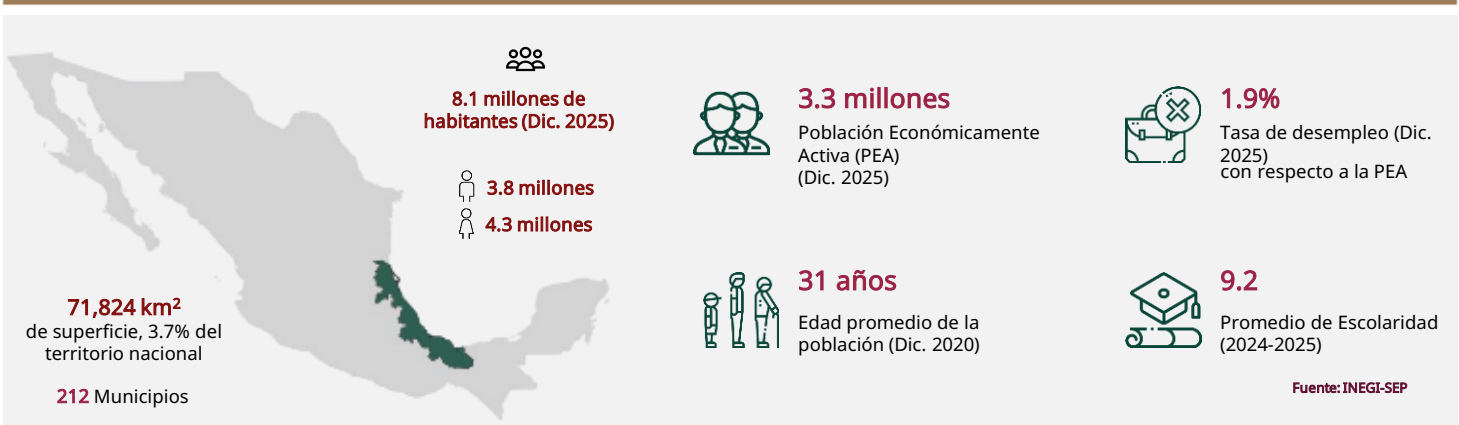 8.1 millones de
habitantes (Dic. 2025)
3.8 millones
4.3 millones
71,824 km²
de superficie, 3.7% del
territorio nacional
212 Municipios
3.3 millones
Población Económicamente
Activa (PEA)
(Dic. 2025)
1.9%
Tasa de desempleo (Dic.
2025)
con respecto a la PEA
31 años
Edad promedio de la
población (Dic. 2020)
9.2
Promedio de Escolaridad
(2024-2025)
Fuente: INEGI-SEP